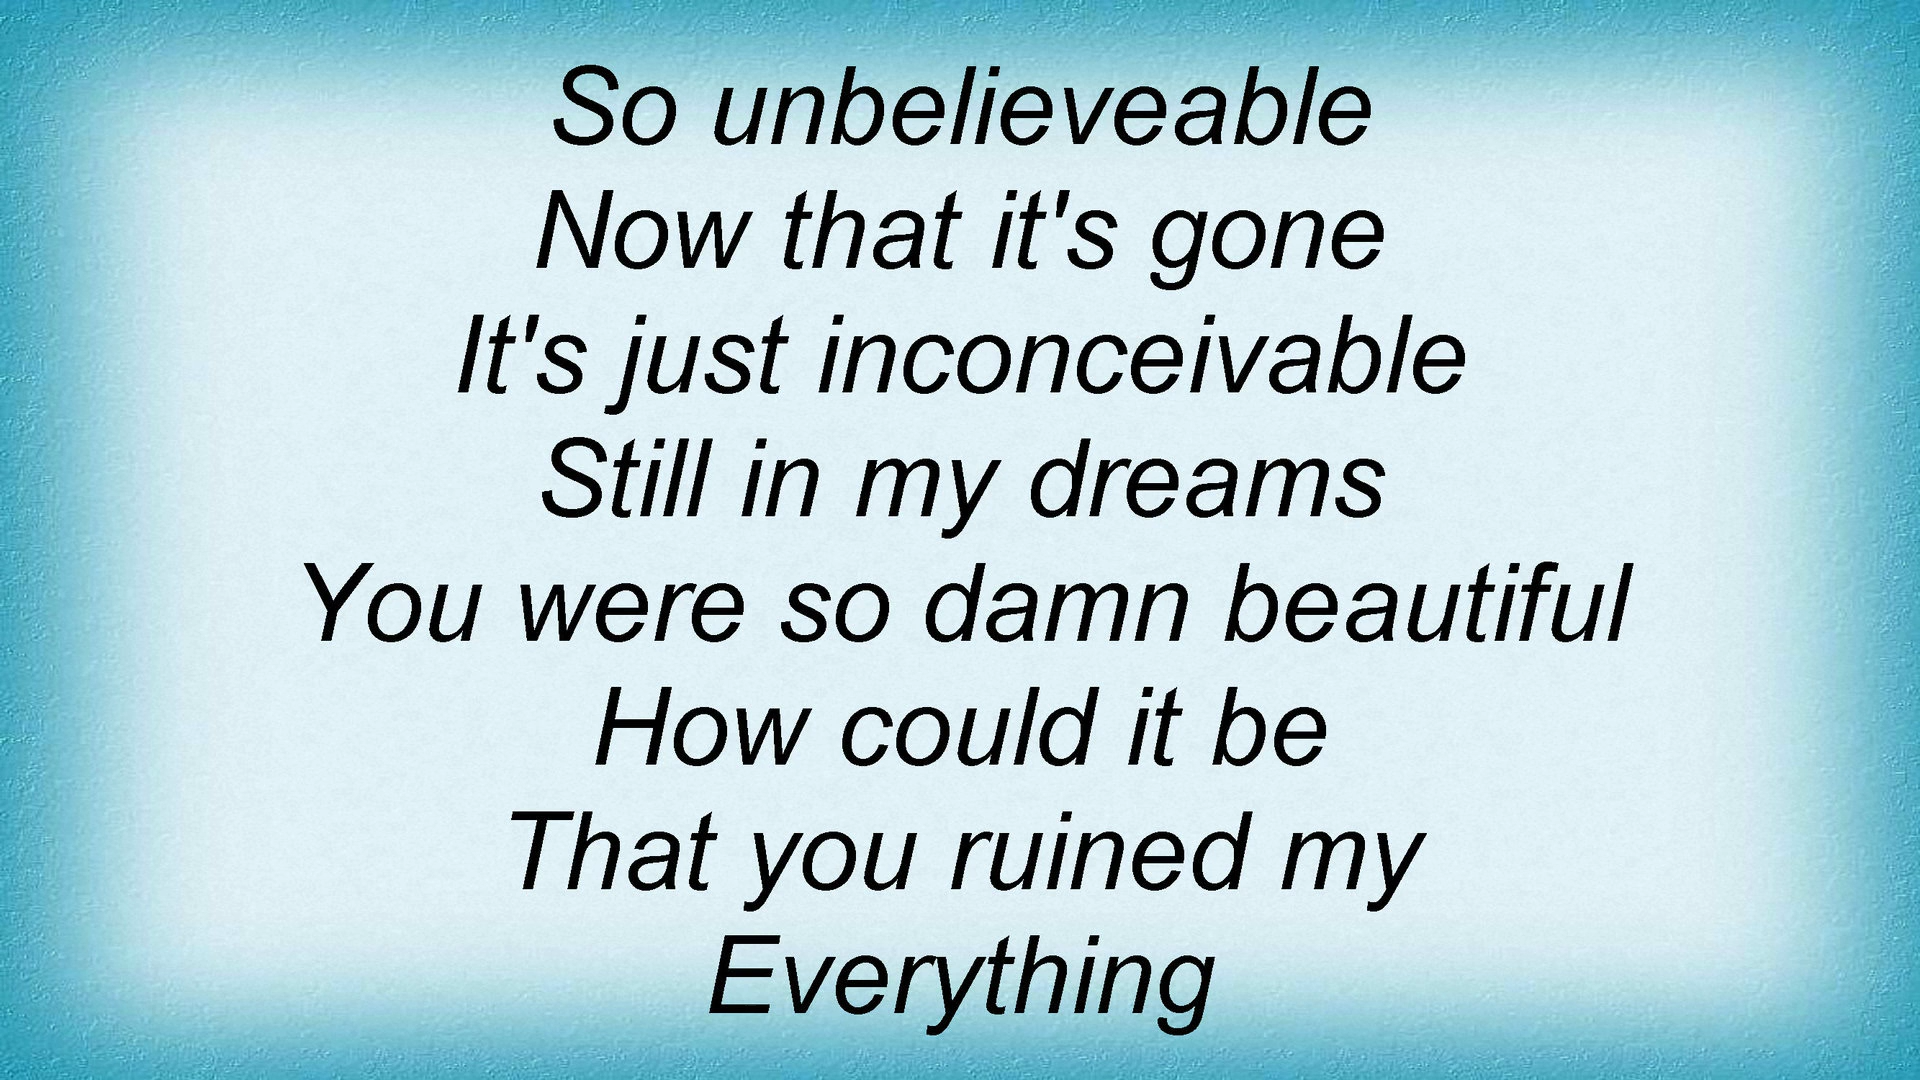 So unbelieveable
Now that it's gone
It's just inconceivable
Still in my dreams
You were so damn beautiful
How could it be
That you ruined my
Everything